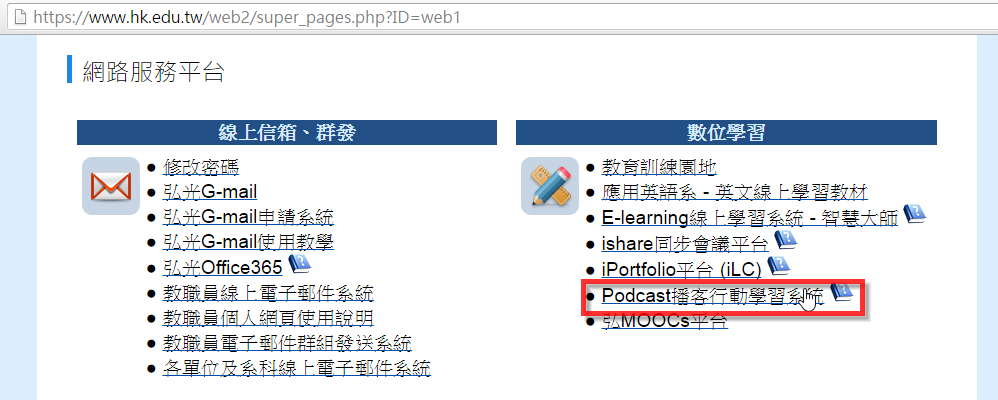 https://www.hk.edu.tw/web2/super_pages.php?ID=web1
網路服務平台
線上信箱、群發
修改密碼
弘光G-mail
弘光G-mail申請系統
弘光G-mail使用教學
弘光Office365
教職員線上電子郵件系統
教職員個人網頁使用說明
教職員電子郵件群組發送系統
各單位及系科線上電子郵件系統
數位學習
教育訓練園地
應用英語系 - 英文線上學習教材
E-learning線上學習系統 - 智慧大師
ishare同步會議平台
iPortfolio平台 (iLC)
Podcast播客行動學習系統
弘MOOCs平台